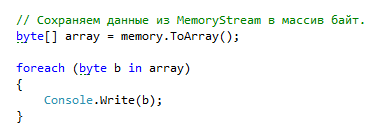 // Сохраняем данные из MemoryStream в массив байт.
byte[] array = memory.ToArray();
foreach (byte b in array)
{
Console.Write(b);
}